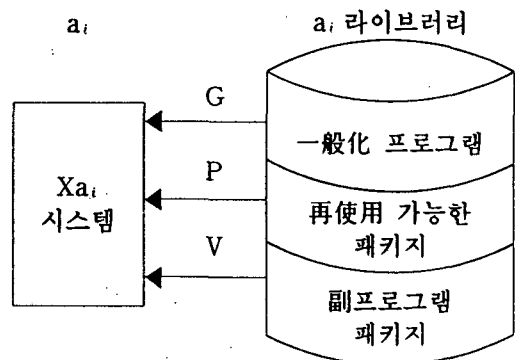 aᵢ
aᵢ 라이브러리
G
一般化 프로그램
Xaᵢ
시스템
P
再使用 가능한
패키지
V
副프로그램
패키지